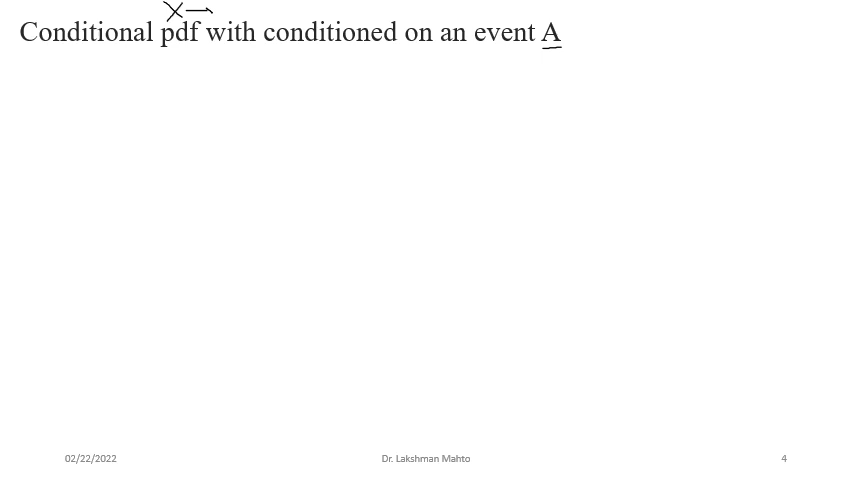 X→
Conditional pdf with conditioned on an event A
02/22/2022
Dr. Lakshman Mahto
4